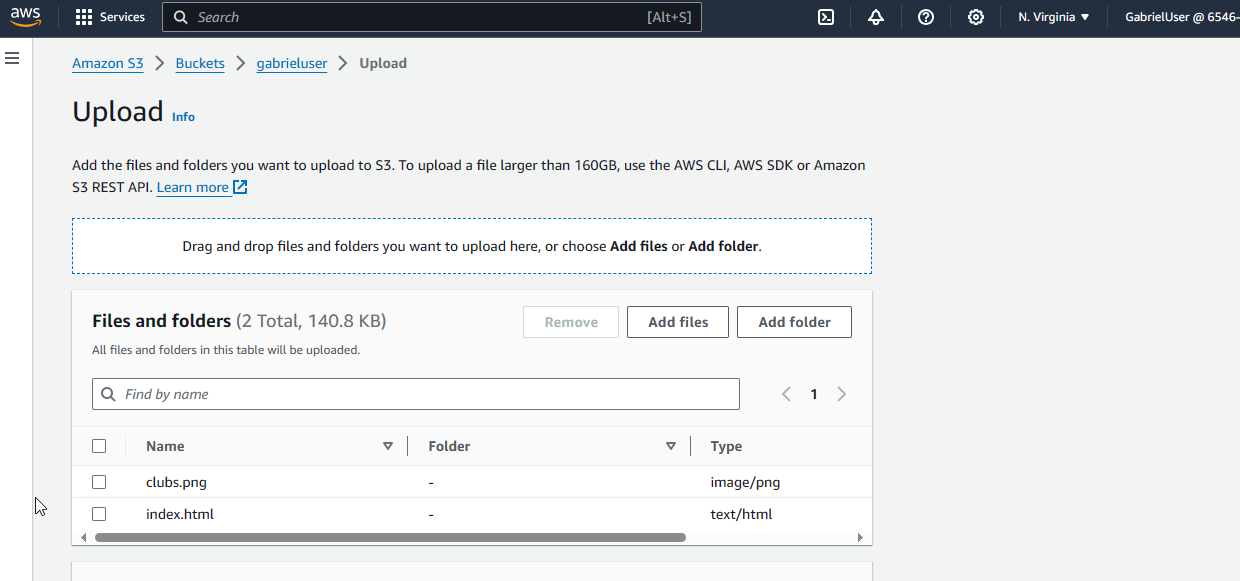 aws Services Search [Alt+S] N. Virginia GabrielUser @ 6546-
Amazon S3 Buckets gabrieluser Upload
Upload Info
Add the files and folders you want to upload to S3. To upload a file larger than 160GB, use the AWS CLI, AWS SDK or Amazon
S3 REST API. Learn more
Drag and drop files and folders you want to upload here, or choose Add files or Add folder.
Files and folders (2 Total, 140.8 KB) Remove Add files Add folder
All files and folders in this table will be uploaded.
Find by name 1
Name Folder Type
clubs.png - image/png
index.html - text/html